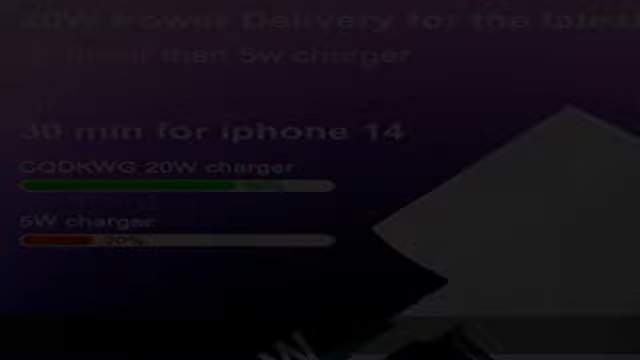 20W Power Delivery for the latest
than 5w charger
30 min for iphone 14
CQDKWG 20W charger
5W charger
20%
W